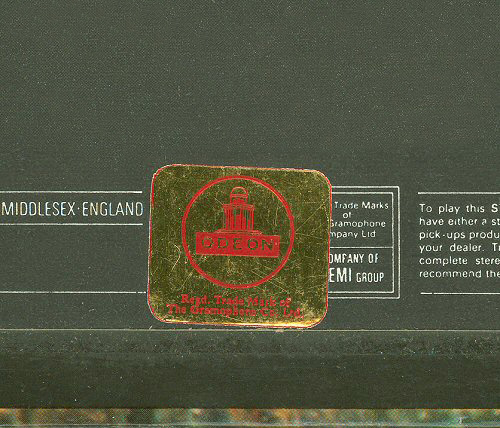 MIDDLESEX·ENGLAND
ODEON
Regd. Trade Mark of
The Gramophone Co. Ltd.
Trade Marks
of
Gramophone
mpany Ltd
OMPANY OF
EMI GROUP
To play this S
have either a st
pick-ups produ
your dealer. T
complete stere
recommend the